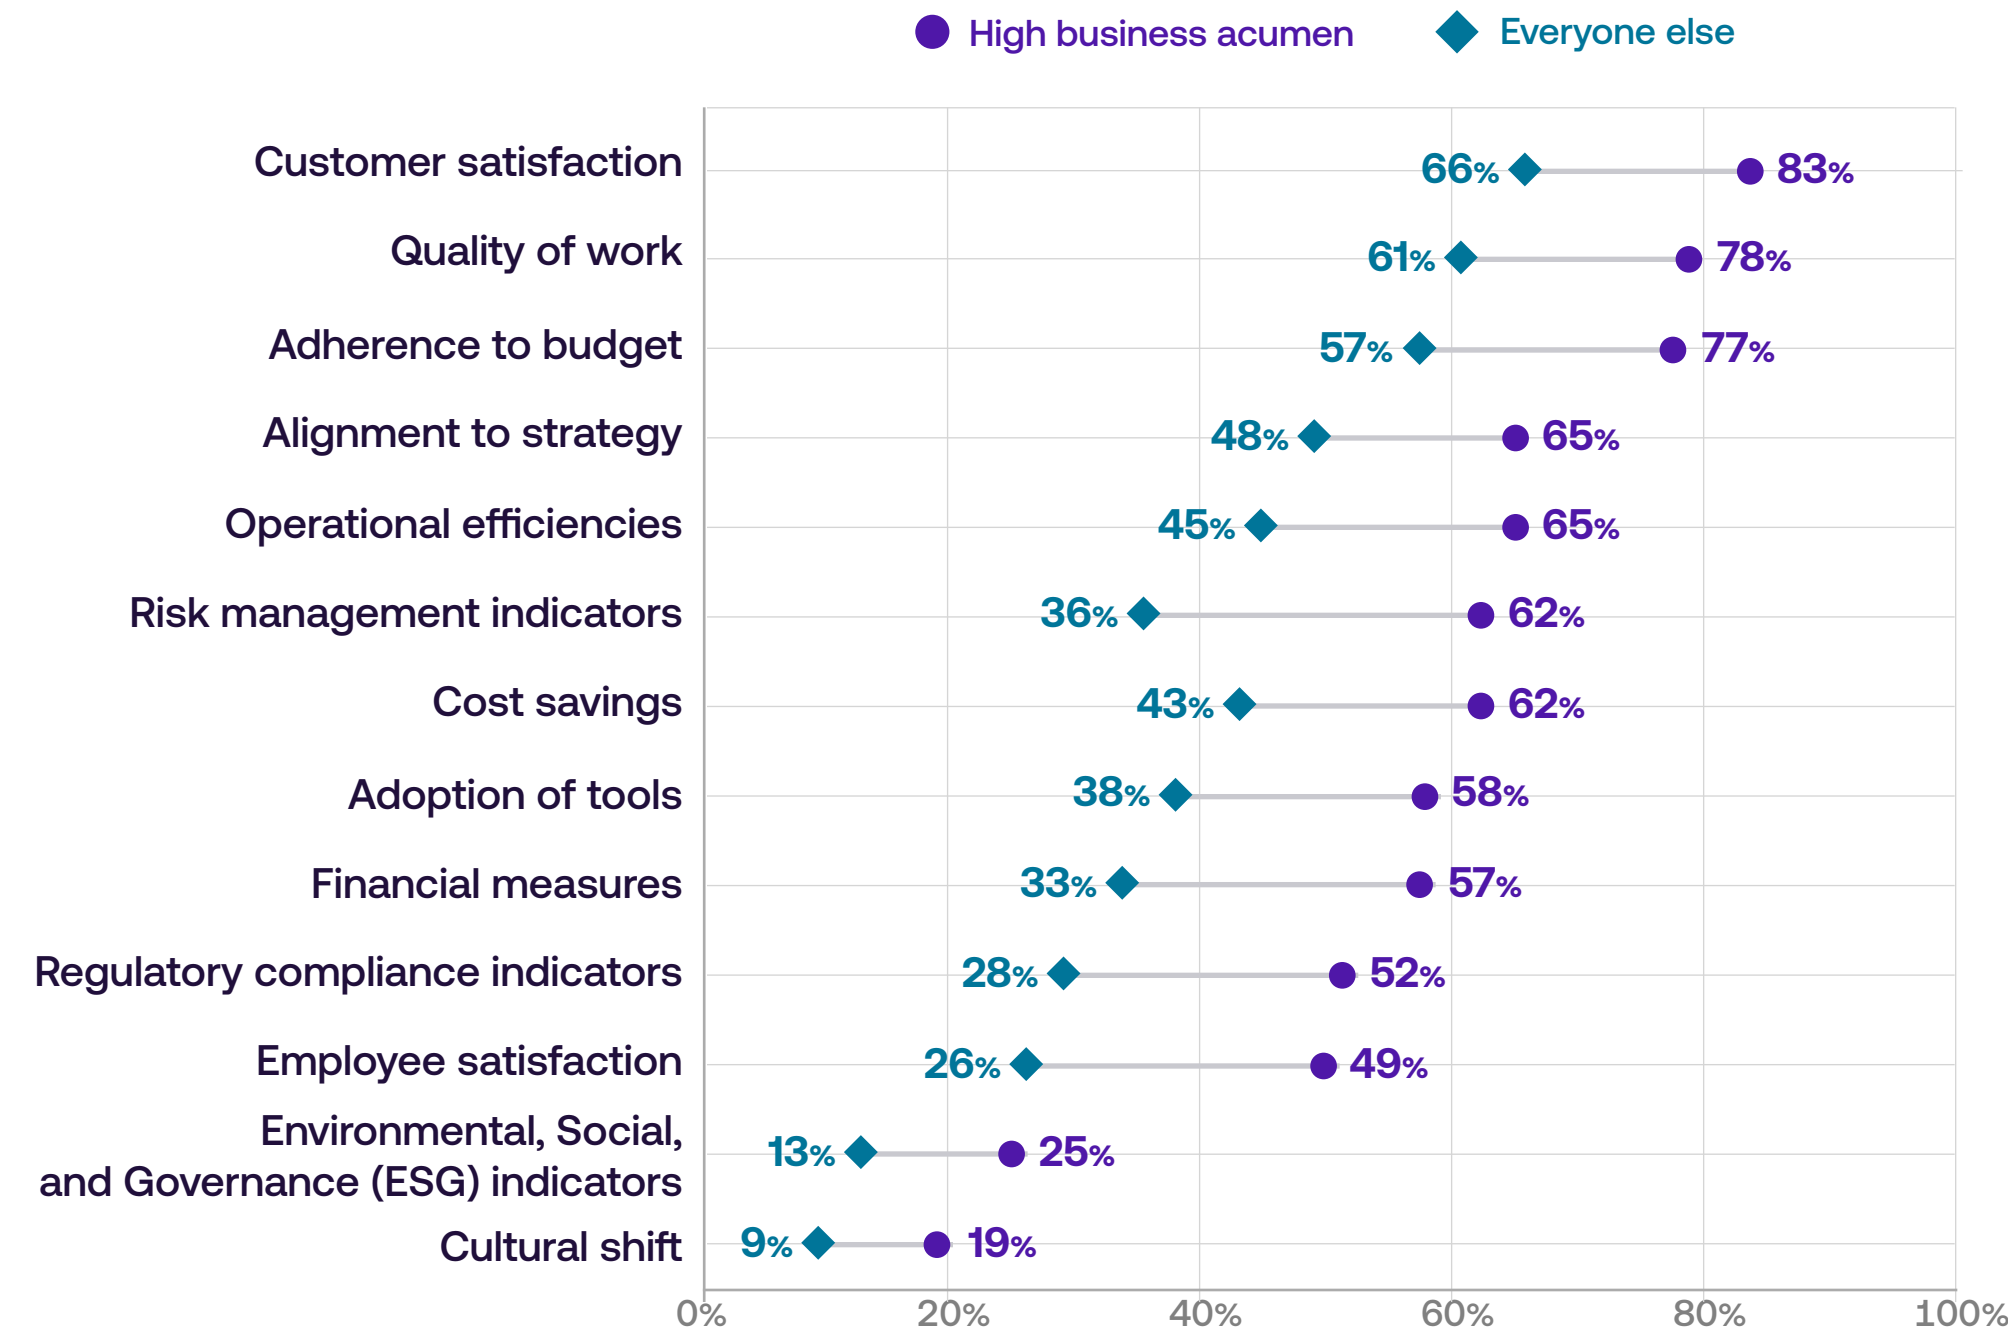 High business acumen Everyone else
Customer satisfaction 66% 83%
Quality of work 61% 78%
Adherence to budget 57% 77%
Alignment to strategy 48% 65%
Operational efficiencies 45% 65%
Risk management indicators 36% 62%
Cost savings 43% 62%
Adoption of tools 38% 58%
Financial measures 33% 57%
Regulatory compliance indicators 28% 52%
Employee satisfaction 26% 49%
Environmental, Social,
and Governance (ESG) indicators 13% 25%
Cultural shift 9% 19%
0% 20% 40% 60% 80% 100%